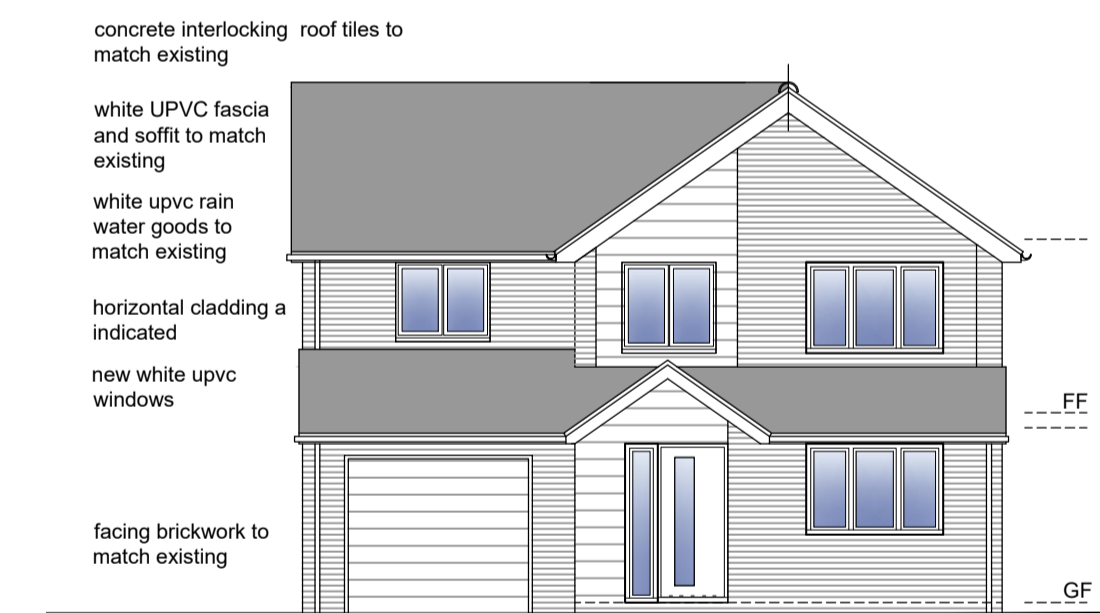 concrete interlocking roof tiles to
match existing
white UPVC fascia
and soffit to match
existing
white upvc rain
water goods to
match existing
horizontal cladding a
indicated
new white upvc
windows
FF
facing brickwork to
match existing
GF